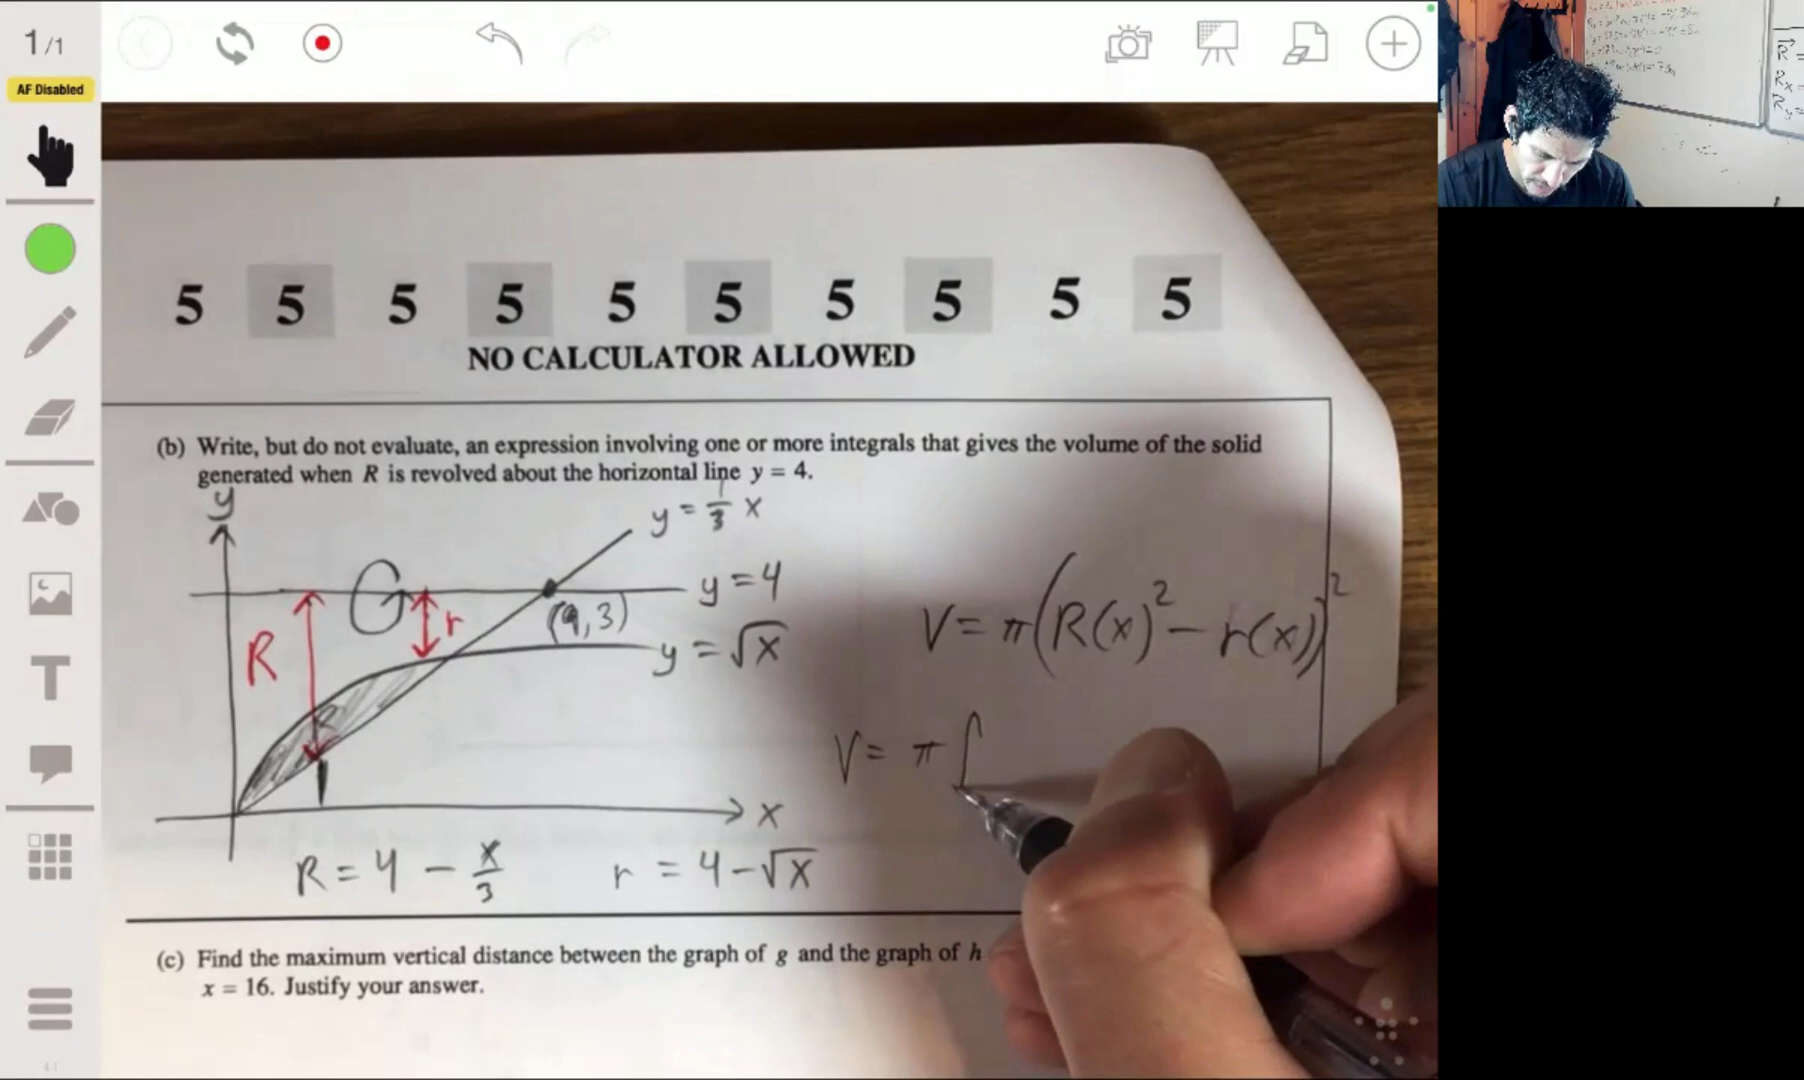 1/1
AF Disabled
5 5 5 5 5 5 5 5 5 5
NO CALCULATOR ALLOWED
(b) Write, but do not evaluate, an expression involving one or more integrals that gives the volume of the solid
generated when R is revolved about the horizontal line y = 4.
y
y = 1/3 x
y = 4
(9,3)
y = √x
R
r
R
x
R = 4 - x/3
r = 4-√x
V = π(R(x)² - r(x))²
V = π∫
(c) Find the maximum vertical distance between the graph of g and the graph of h
x = 16. Justify your answer.
T
R =
Rx =